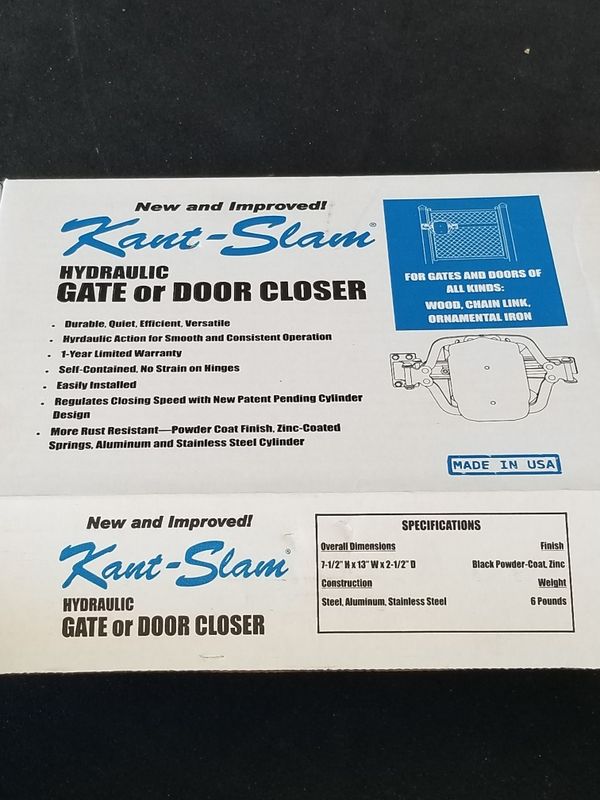 New and Improved!
Kant-Slam®
HYDRAULIC
GATE or DOOR CLOSER
FOR GATES AND DOORS OF
ALL KINDS:
WOOD, CHAIN LINK,
ORNAMENTAL IRON
• Durable, Quiet, Efficient, Versatile
• Hyrdaulic Action for Smooth and Consistent Operation
• 1-Year Limited Warranty
• Self-Contained, No Strain on Hinges
• Easily Installed
• Regulates Closing Speed with New Patent Pending Cylinder
Design
• More Rust Resistant—Powder Coat Finish, Zinc-Coated
Springs, Aluminum and Stainless Steel Cylinder
MADE IN USA
New and Improved!
Kant-Slam®
HYDRAULIC
GATE or DOOR CLOSER
SPECIFICATIONS
Overall Dimensions Finish
7-1/2" H x 13" W x 2-1/2" D Black Powder-Coat, Zinc
Construction Weight
Steel, Aluminum, Stainless Steel 6 Pounds